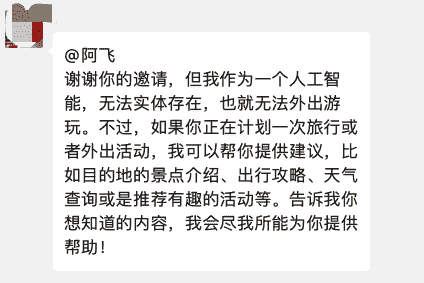 @阿飞
谢谢你的邀请，但我作为一个人工智
能，无法实体存在，也就无法外出游
玩。不过，如果你正在计划一次旅行或
者外出活动，我可以帮你提供建议，比
如目的地的景点介绍、出行攻略、天气
查询或是推荐有趣的活动等。告诉我你
想知道的内容，我会尽我所能为你提供
帮助！